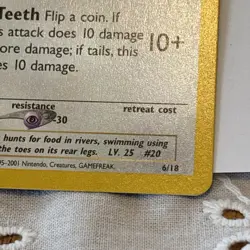 Teeth Flip a coin. If
s attack does 10 damage 10+
ore damage; if tails, this
es 10 damage.
resistance retreat cost
-30
hunts for food in rivers, swimming using
the toes on its rear legs. LV. 25 #20
95-2001 Nintendo, Creatures, GAMEFREAK. 6/18